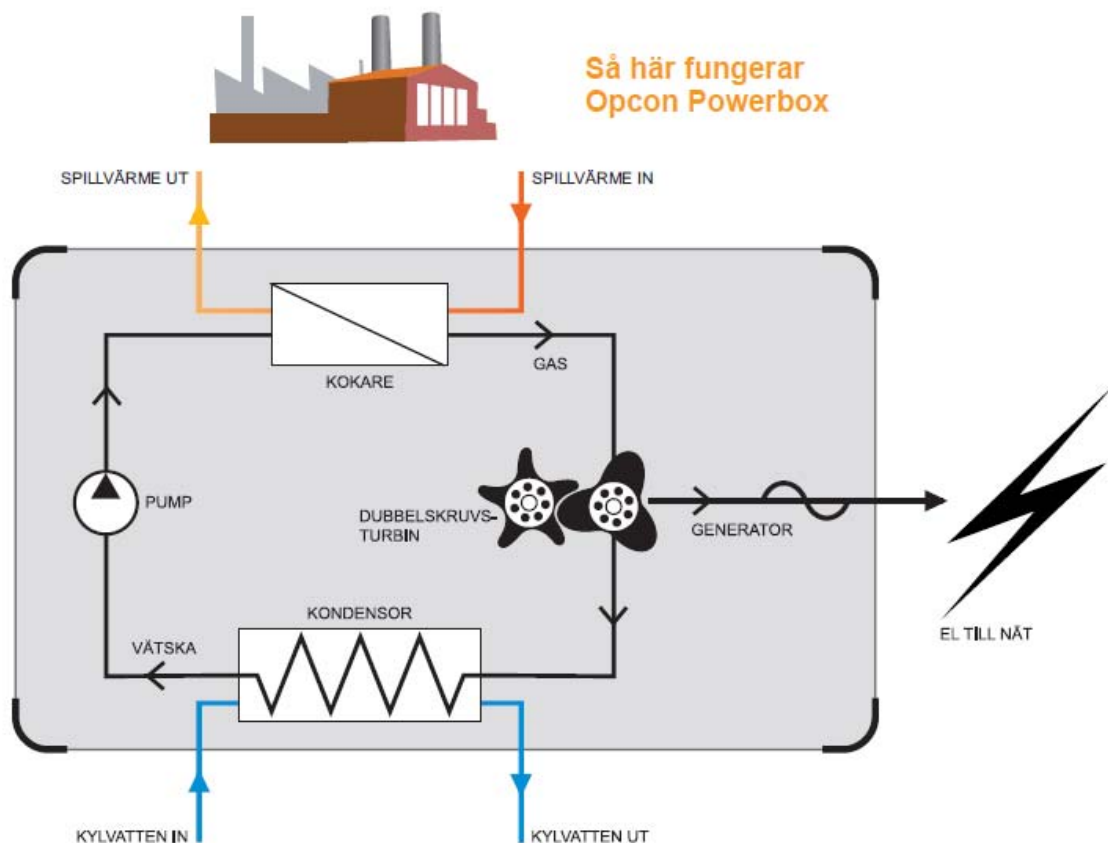 Så här fungerar
Opcon Powerbox
SPILLVÄRME UT
SPILLVÄRME IN
KOKARE
GAS
PUMP
DUBBELSKRUVS-
TURBIN
GENERATOR
EL TILL NÄT
KONDENSOR
VÄTSKA
KYLVATTEN IN
KYLVATTEN UT